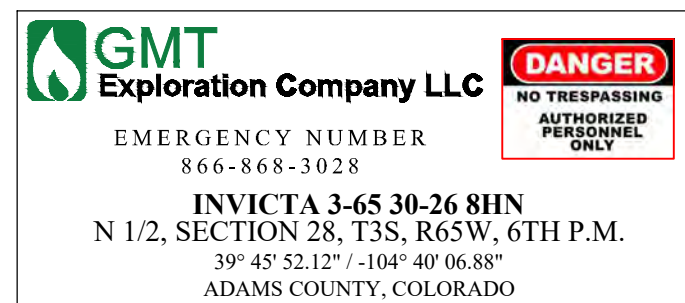 GMT
Exploration Company LLC
DANGER
NO TRESPASSING
AUTHORIZED
PERSONNEL
ONLY
EMERGENCY NUMBER
866-868-3028
INVICTA 3-65 30-26 8HN
N 1/2, SECTION 28, T3S, R65W, 6TH P.M.
39° 45' 52.12" / -104° 40' 06.88"
ADAMS COUNTY, COLORADO